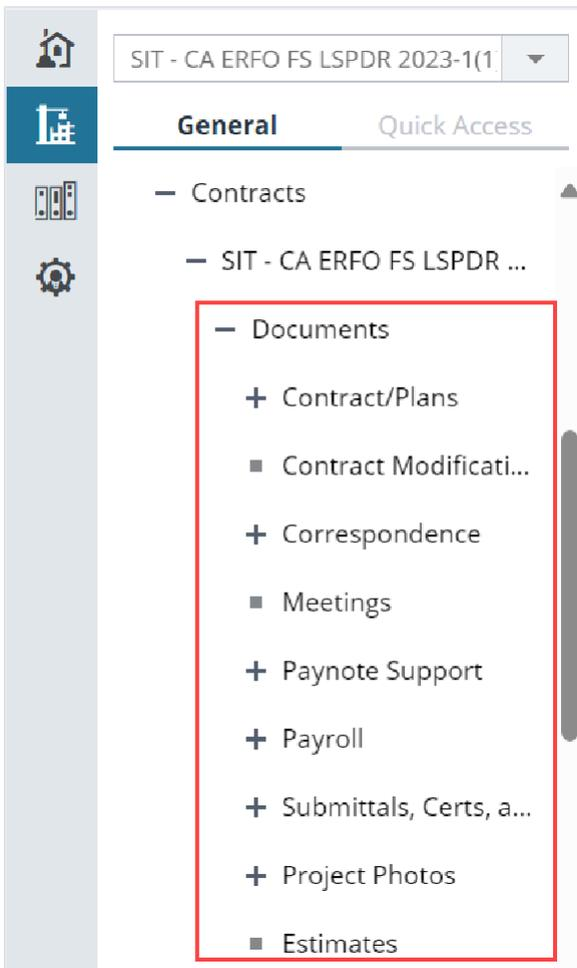 SIT - CA ERFO FS LSPDR 2023-1(1
General Quick Access
Contracts
SIT - CA ERFO FS LSPDR ...
Documents
Contract/Plans
Contract Modificati...
Correspondence
Meetings
Paynote Support
Payroll
Submittals, Certs, a...
Project Photos
Estimates